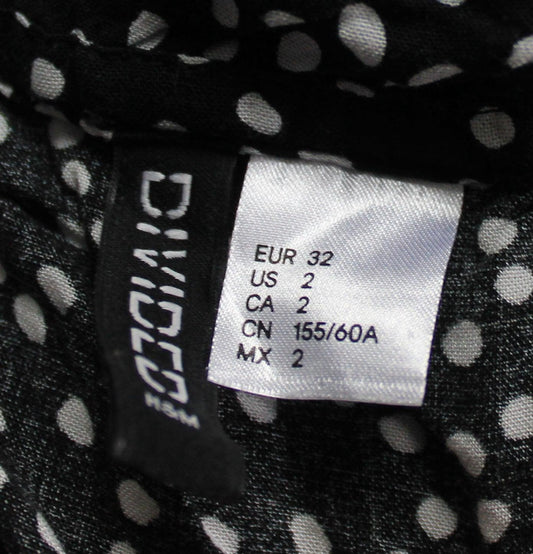 DIVIDED
H&M
EUR 32
US 2
CA 2
CN 155/60A
MX 2